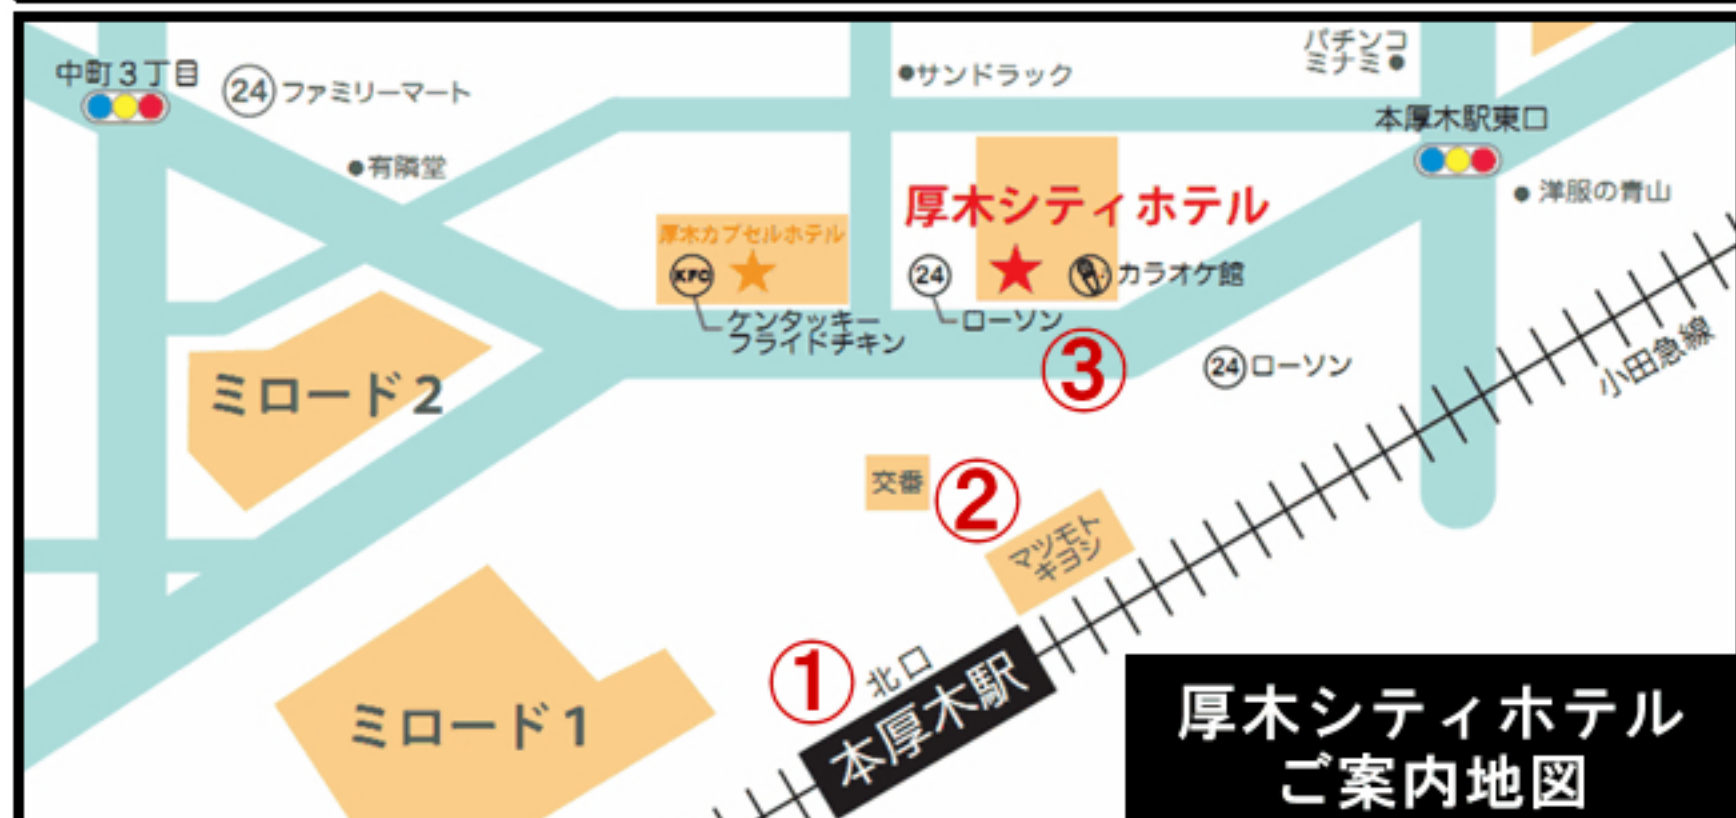 中町3丁目
24 ファミリーマート
サンドラック
パチンコ
ミナミ
本厚木駅東口
有隣堂
洋服の青山
厚木シティホテル
厚木カプセルホテル
KFC
24
カラオケ館
ケンタッキー
フライドチキン
ローソン
③
24 ローソン
小田急線
ミロード2
交番
②
マツモト
キヨシ
①
北口
本厚木駅
ミロード1
厚木シティホテル
ご案内地図